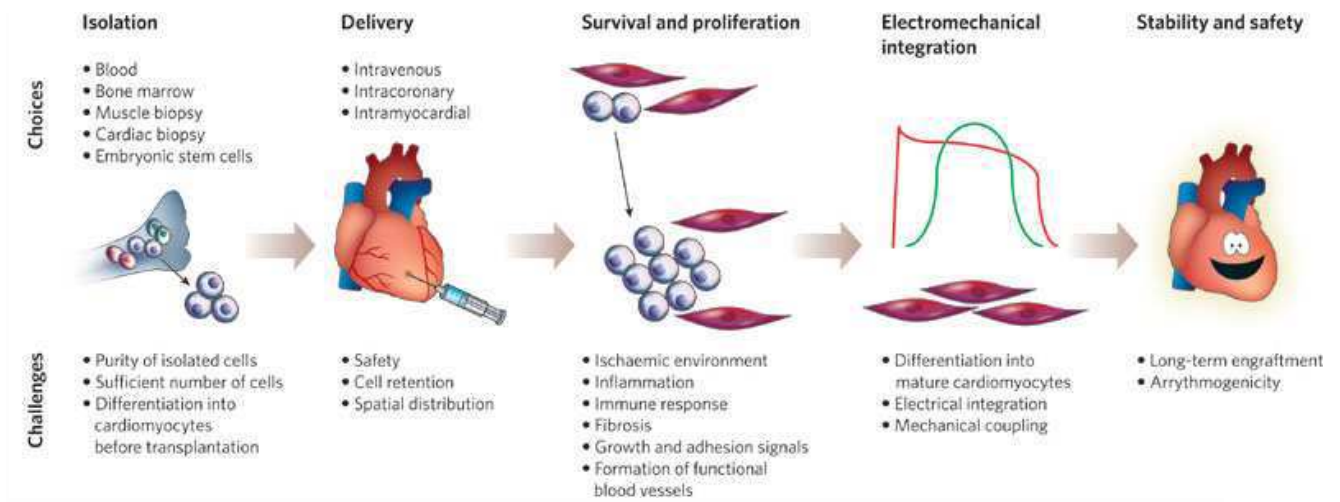 Isolation
Delivery
Survival and proliferation
Electromechanical
integration
Stability and safety
Choices
• Blood
• Bone marrow
• Muscle biopsy
• Cardiac biopsy
• Embryonic stem cells
• Intravenous
• Intracoronary
• Intramyocardial
Challenges
• Purity of isolated cells
• Sufficient number of cells
• Differentiation into
cardiomyocytes
before transplantation
• Safety
• Cell retention
• Spatial distribution
• Ischaemic environment
• Inflammation
• Immune response
• Fibrosis
• Growth and adhesion signals
• Formation of functional
blood vessels
• Differentiation into
mature cardiomyocytes
• Electrical integration
• Mechanical coupling
• Long-term engraftment
• Arrythmogenicity